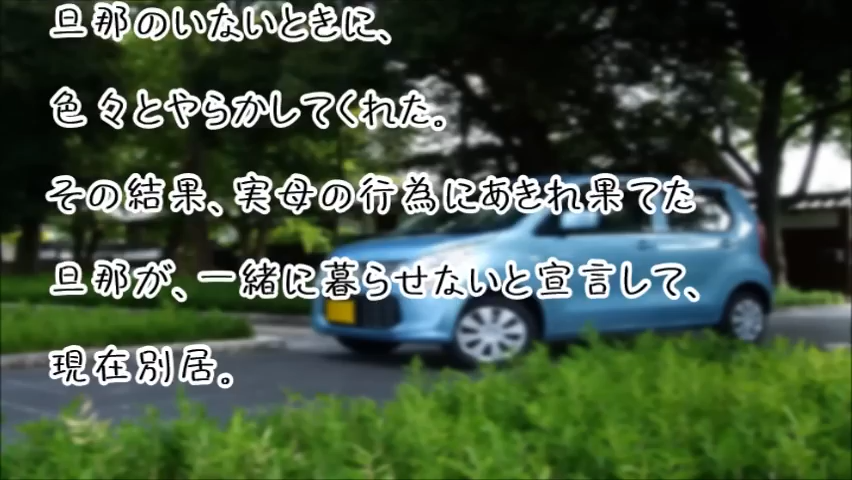 旦那のいないときに、
色々とやらかしてくれた。
その結果、実母の行為にあきれ果てた
旦那が、一緒に暮らせないと宣言して、
現在別居。